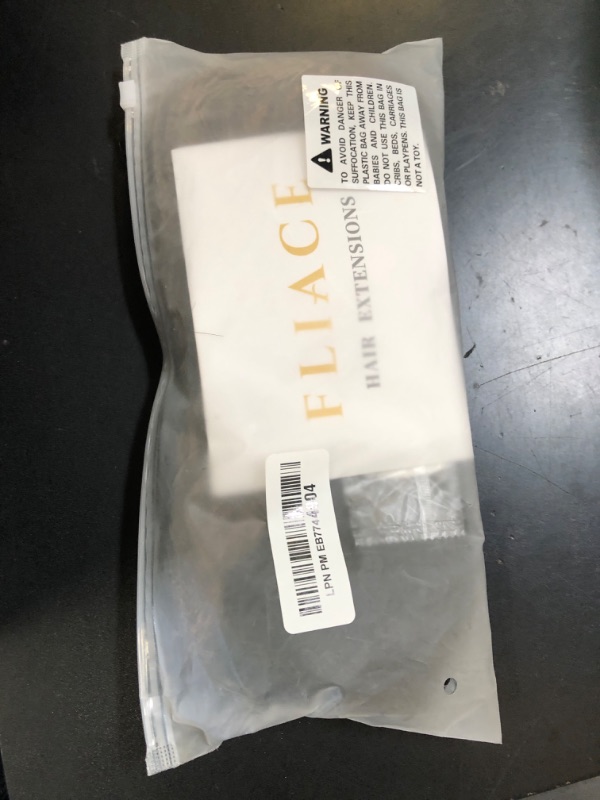 WARNING
TO AVOID DANGER OF
SUFFOCATION, KEEP THIS
PLASTIC BAG AWAY FROM
BABIES AND CHILDREN.
DO NOT USE THIS BAG IN
CRIBS, BEDS, CARRIAGES
OR PLAYPENS. THIS BAG IS
NOT A TOY.
FLIACE
HAIR EXTENSIONS
LPN PM